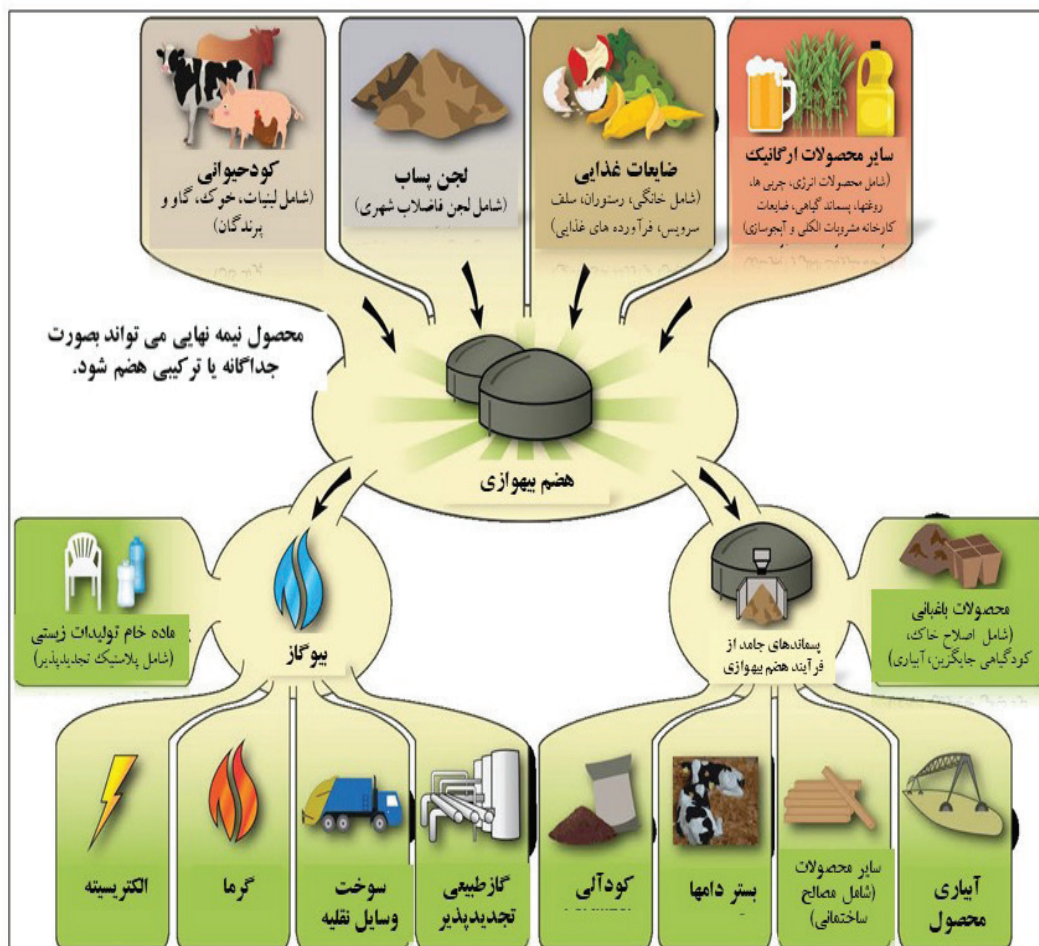 کودحیوانی
(شامل لبنیات، خوک، گاو و
پرندگان)
لجن پساب
(شامل لجن فاضلاب شهری)
ضایعات غذایی
(شامل خانگی، رستوران، سلف
سرویس، فرآورده های غذایی)
سایر محصولات ارگانیک
(شامل محصولات انرژی، چربی ها،
روغنها، پسماند گیاهی، ضایعات
کارخانه مشروبات الکلی و آبجوسازی)
محصول نیمه نهایی می تواند بصورت
جداگانه یا ترکیبی هضم شود.
هضم بیهوازی
ماده خام تولیدات زیستی
(شامل پلاستیک تجدیدپذیر)
بیوگاز
پسماندهای جامد از
فرآیند هضم بیهوازی
محصولات باغبانی
(شامل اصلاح خاک،
کودگیاهی جایگزین، آبیاری)
الکتریسیته
گرما
سوخت
وسایل نقلیه
گازطبیعی
تجدیدپذیر
کودآلی
بستر دامها
سایر محصولات
(شامل مصالح
ساختمانی)
آبیاری
محصول